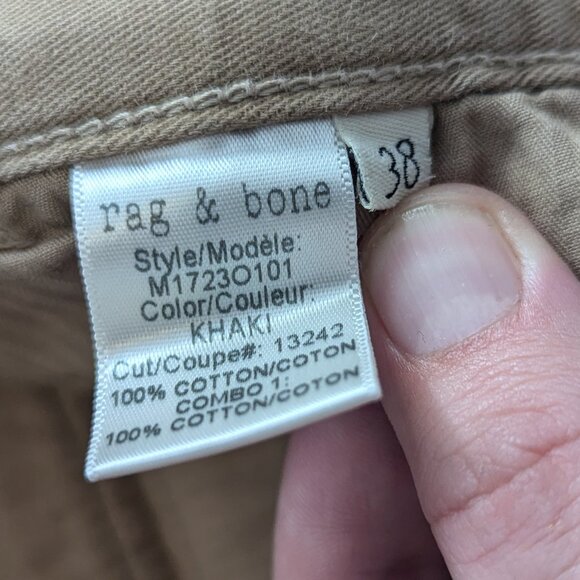 rag & bone
Style/Modèle:
M1723O101
Color/Couleur:
KHAKI
Cut/Coupe#: 13242
100% COTTON/COTON
COMBO 1:
100% COTTON/COTON
38